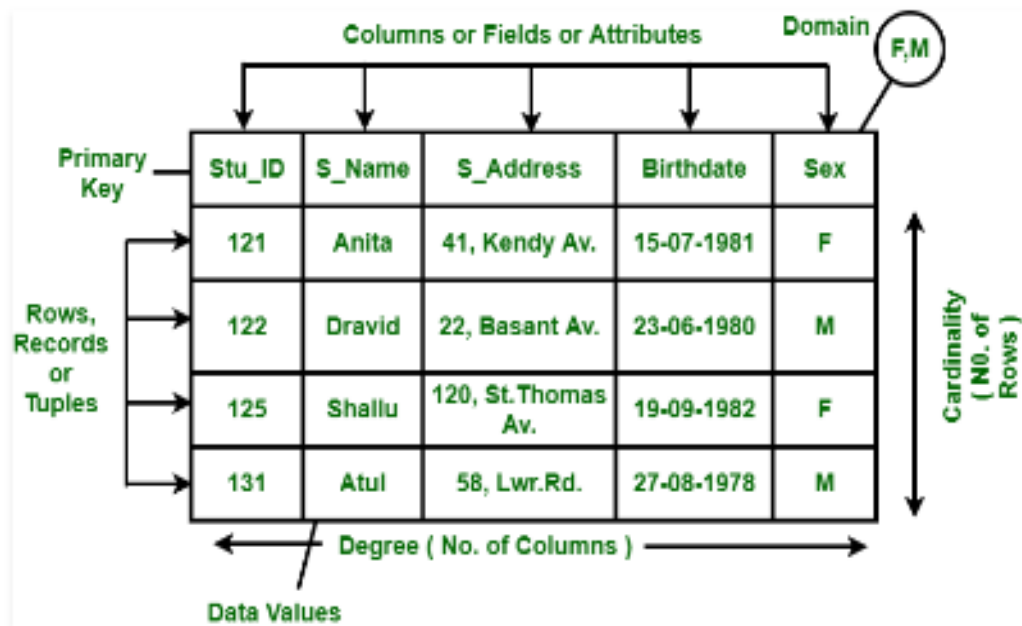 Columns or Fields or Attributes
Domain
F,M
Primary
Key
Stu_ID S_Name S_Address Birthdate Sex
121 Anita 41, Kendy Av. 15-07-1981 F
Rows,
Records
or
Tuples
122 Dravid 22, Basant Av. 23-06-1980 M
125 Shallu 120, St.Thomas
Av. 19-09-1982 F
131 Atul 58, Lwr.Rd. 27-08-1978 M
Cardinality
( N0. of
Rows )
Degree ( No. of Columns )
Data Values